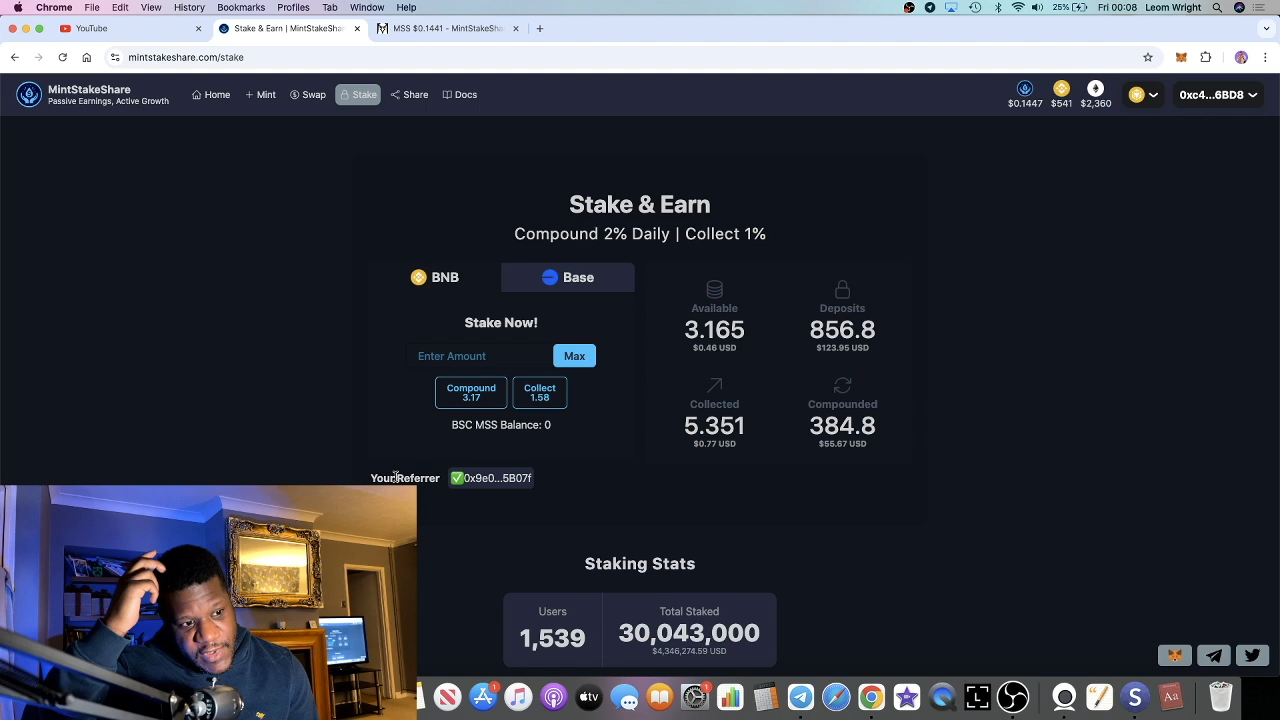 Chrome File Edit View History Bookmarks Profiles Tab Window Help 25% Fri 00:08 Leom Wright
YouTube
Stake & Earn | MintStakeShar
MSS $0.1441 - MintStakeSha
mintstakeshare.com/stake
MintStakeShare
Passive Earnings, Active Growth
Home Mint Swap Stake Share Docs
$0.1447 $541 $2,360
0xc4...6BD8
Stake & Earn
Compound 2% Daily | Collect 1%
BNB Base
Stake Now!
Enter Amount Max
Compound 3.17
Collect 1.58
BSC MSS Balance: 0
Available
3.165
$0.46 USD
Deposits
856.8
$123.95 USD
Collected
5.351
$0.77 USD
Compounded
384.8
$55.67 USD
Your Referrer 0x9e0...5B07f
Staking Stats
Users
1,539
Total Staked
30,043,000
$4,346,274.59 USD